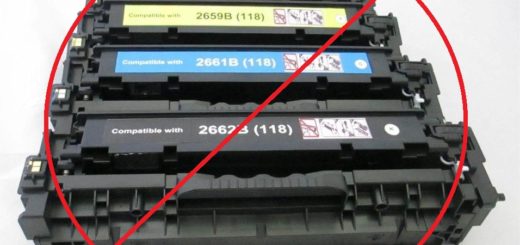 Compatible with 2659B (118)
Compatible with 2661B (118)
Compatible with 2662B (118)
K